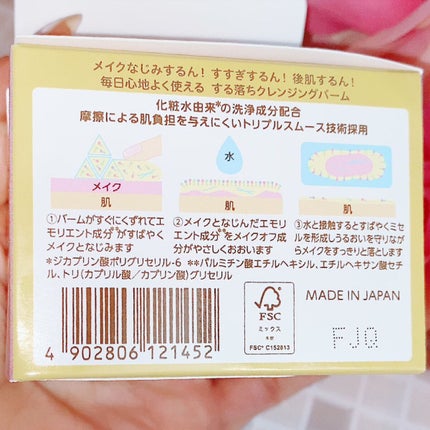 メイクなじみするん！すすぎするん！後肌するん！
毎日心地よく使える する落ちクレンジングバーム
化粧水由来*の洗浄成分配合
摩擦による肌負担を与えにくいトリプルスムース技術採用
メイク
肌
水
肌
肌
①バームがすぐにくずれてエモリエント成分**がすばやくメイクとなじみます
②メイクとなじんだエモリエント成分**をメイクオフ成分がやさしくおおいます
③水と接触するとすばやくミセルを形成しうるおいを守りながらメイクをすっきりと落とします
*ジカプリン酸ポリグリセリル-6 **パルミチン酸エチルヘキシル、エチルヘキサン酸セチル、トリ(カプリル酸／カプリン酸)グリセリル
FSC
ミックス
FSC® C152813
MADE IN JAPAN
FJQ
4 902806 121452